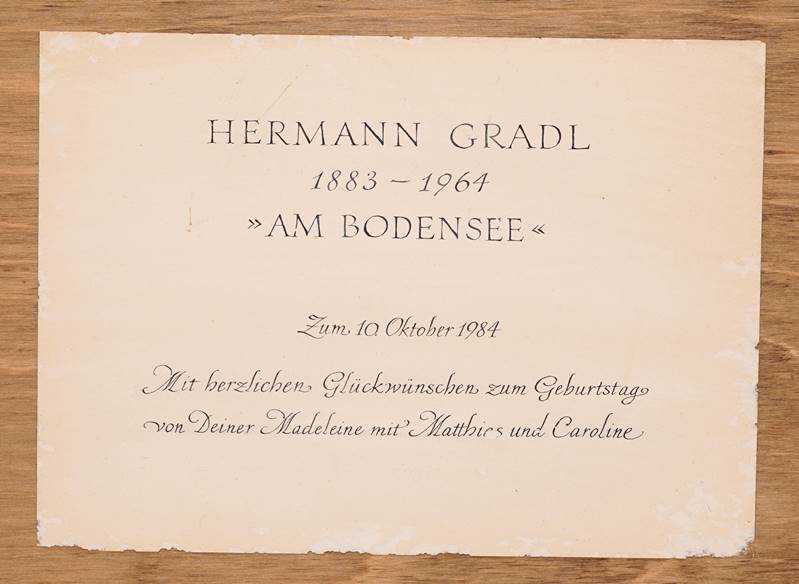 HERMANN GRADL
1883 – 1964
»AM BODENSEE«
Zum 10. Oktober 1984
Mit herzlichen Glückwünschen zum Geburtstag
von Deiner Madeleine mit Matthies und Caroline